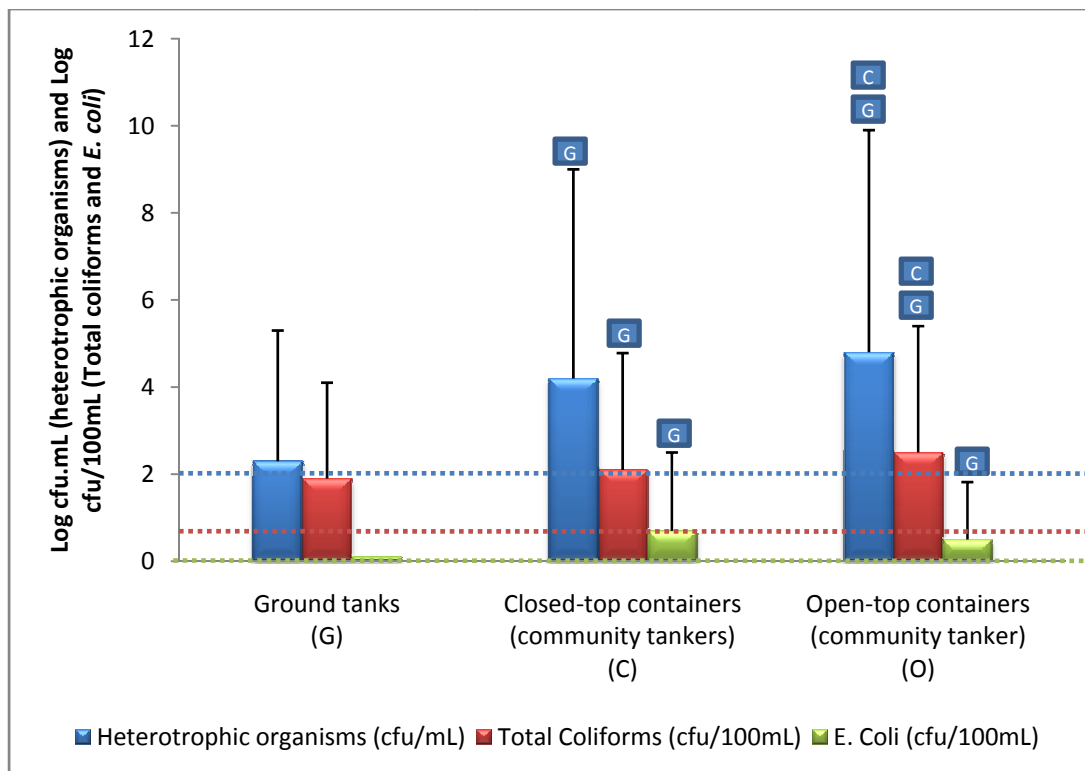 Log cfu.mL (heterotrophic organisms) and Log
cfu/100mL (Total coliforms and E. coli)
12
10
8
6
4
2
0
C
G
G
C
G
G
G
G
Ground tanks
(G)
Closed-top containers
(community tankers)
(C)
Open-top containers
(community tanker)
(O)
Heterotrophic organisms (cfu/mL)
Total Coliforms (cfu/100mL)
E. Coli (cfu/100mL)